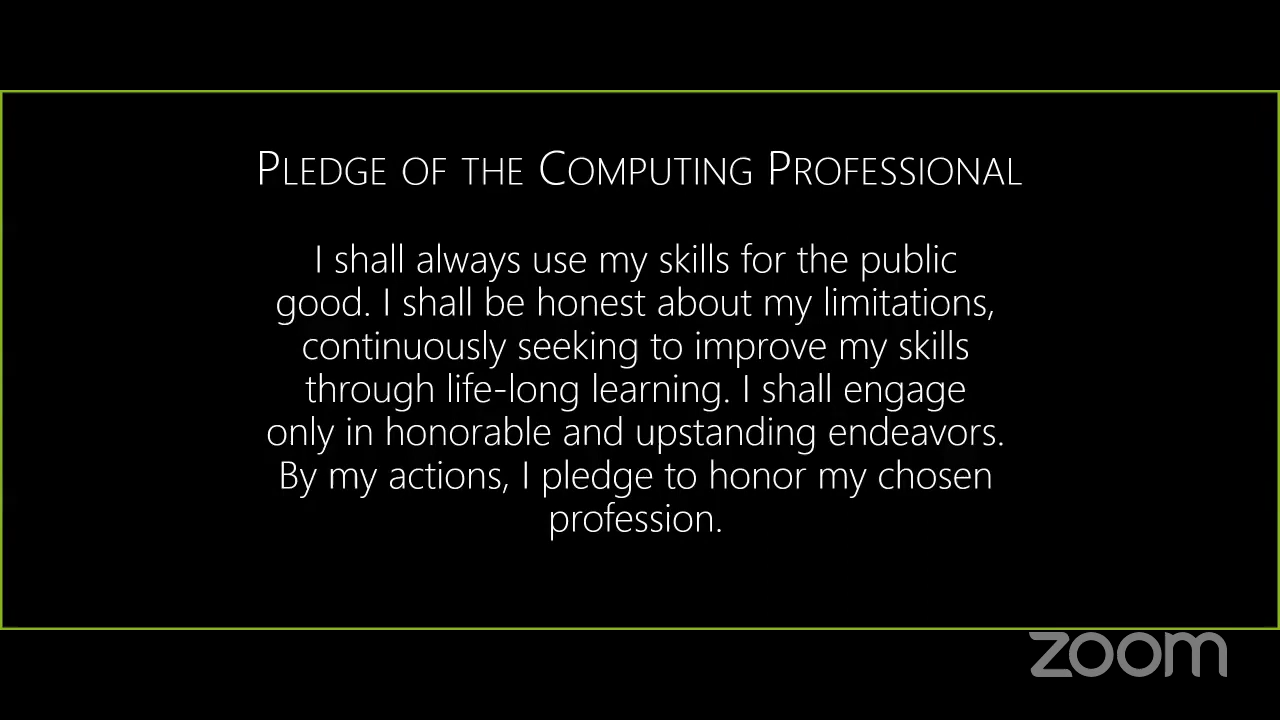 PLEDGE OF THE COMPUTING PROFESSIONAL
I shall always use my skills for the public
good. I shall be honest about my limitations,
continuously seeking to improve my skills
through life-long learning. I shall engage
only in honorable and upstanding endeavors.
By my actions, I pledge to honor my chosen
profession.
zoom